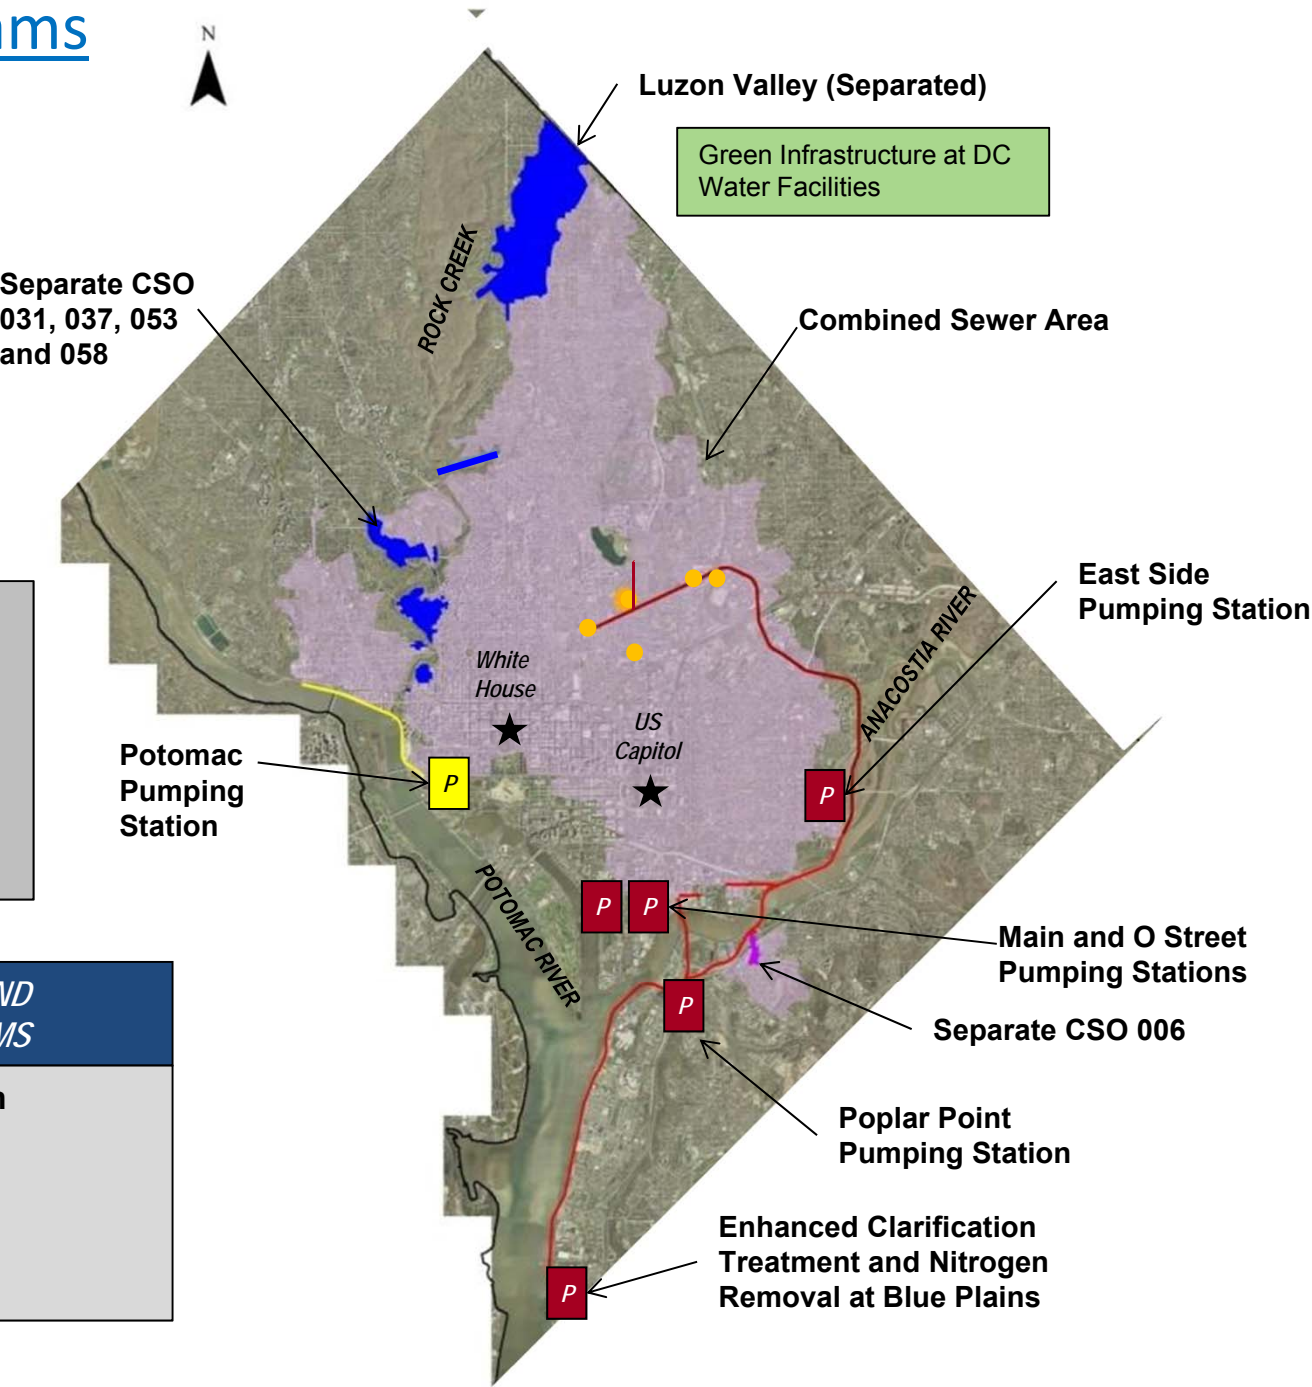 N
Luzon Valley (Separated)
Green Infrastructure at DC
Water Facilities
ROCK CREEK
Separate CSO
031, 037, 053
and 058
Combined Sewer Area
East Side
Pumping Station
ANACOSTIA RIVER
White
House
US
Capitol
Potomac
Pumping
Station
P
P
P
P
POTOMAC RIVER
Main and O Street
Pumping Stations
P
Separate CSO 006
Poplar Point
Pumping Station
Enhanced Clarification
Treatment and Nitrogen
Removal at Blue Plains
P